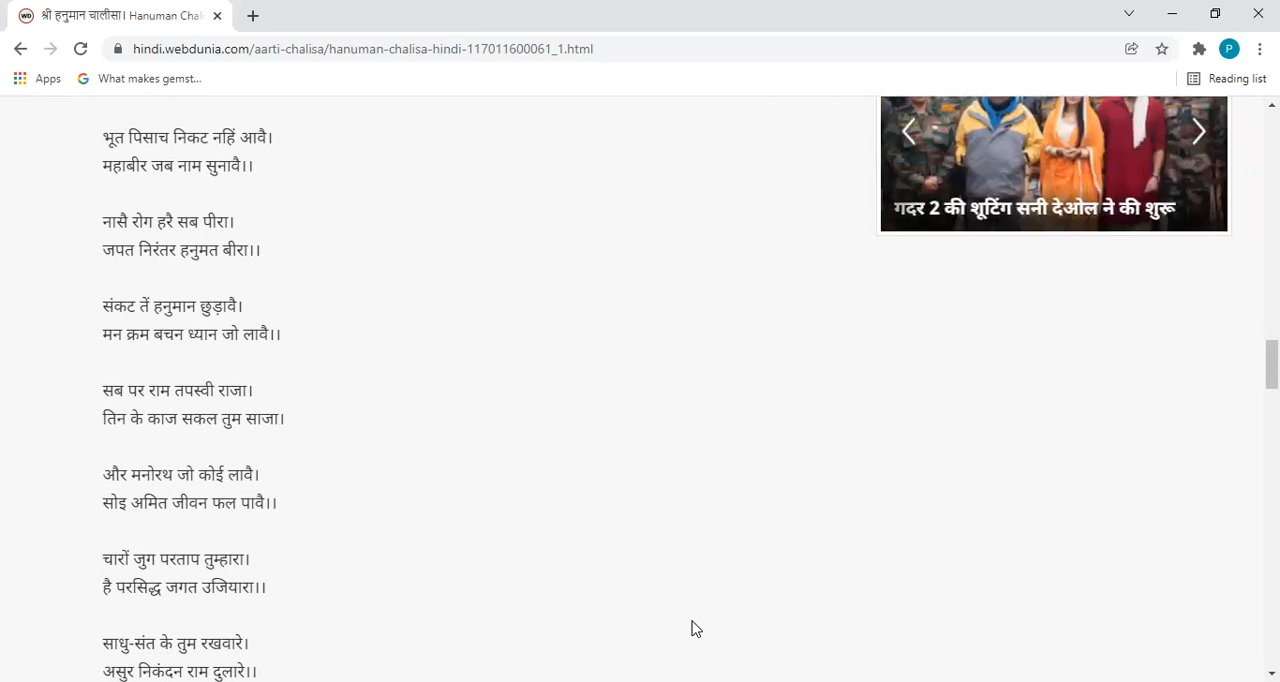 श्री हनुमान चालीसा। Hanuman Chal
hindi.webdunia.com/aarti-chalisa/hanuman-chalisa-hindi-117011600061_1.html
P
Apps
What makes gemst...
Reading list
भूत पिसाच निकट नहिं आवै।
महाबीर जब नाम सुनावै।।
नासै रोग हरै सब पीरा।
जपत निरंतर हनुमत बीरा।।
संकट तें हनुमान छुड़ावै।
मन क्रम बचन ध्यान जो लावै।।
सब पर राम तपस्वी राजा।
तिन के काज सकल तुम साजा।
और मनोरथ जो कोई लावै।
सोइ अमित जीवन फल पावै।।
चारों जुग परताप तुम्हारा।
है परसिद्ध जगत उजियारा।।
साधु-संत के तुम रखवारे।
असुर निकंदन राम दुलारे।।
गदर 2 की शूटिंग सनी देओल ने की शुरू